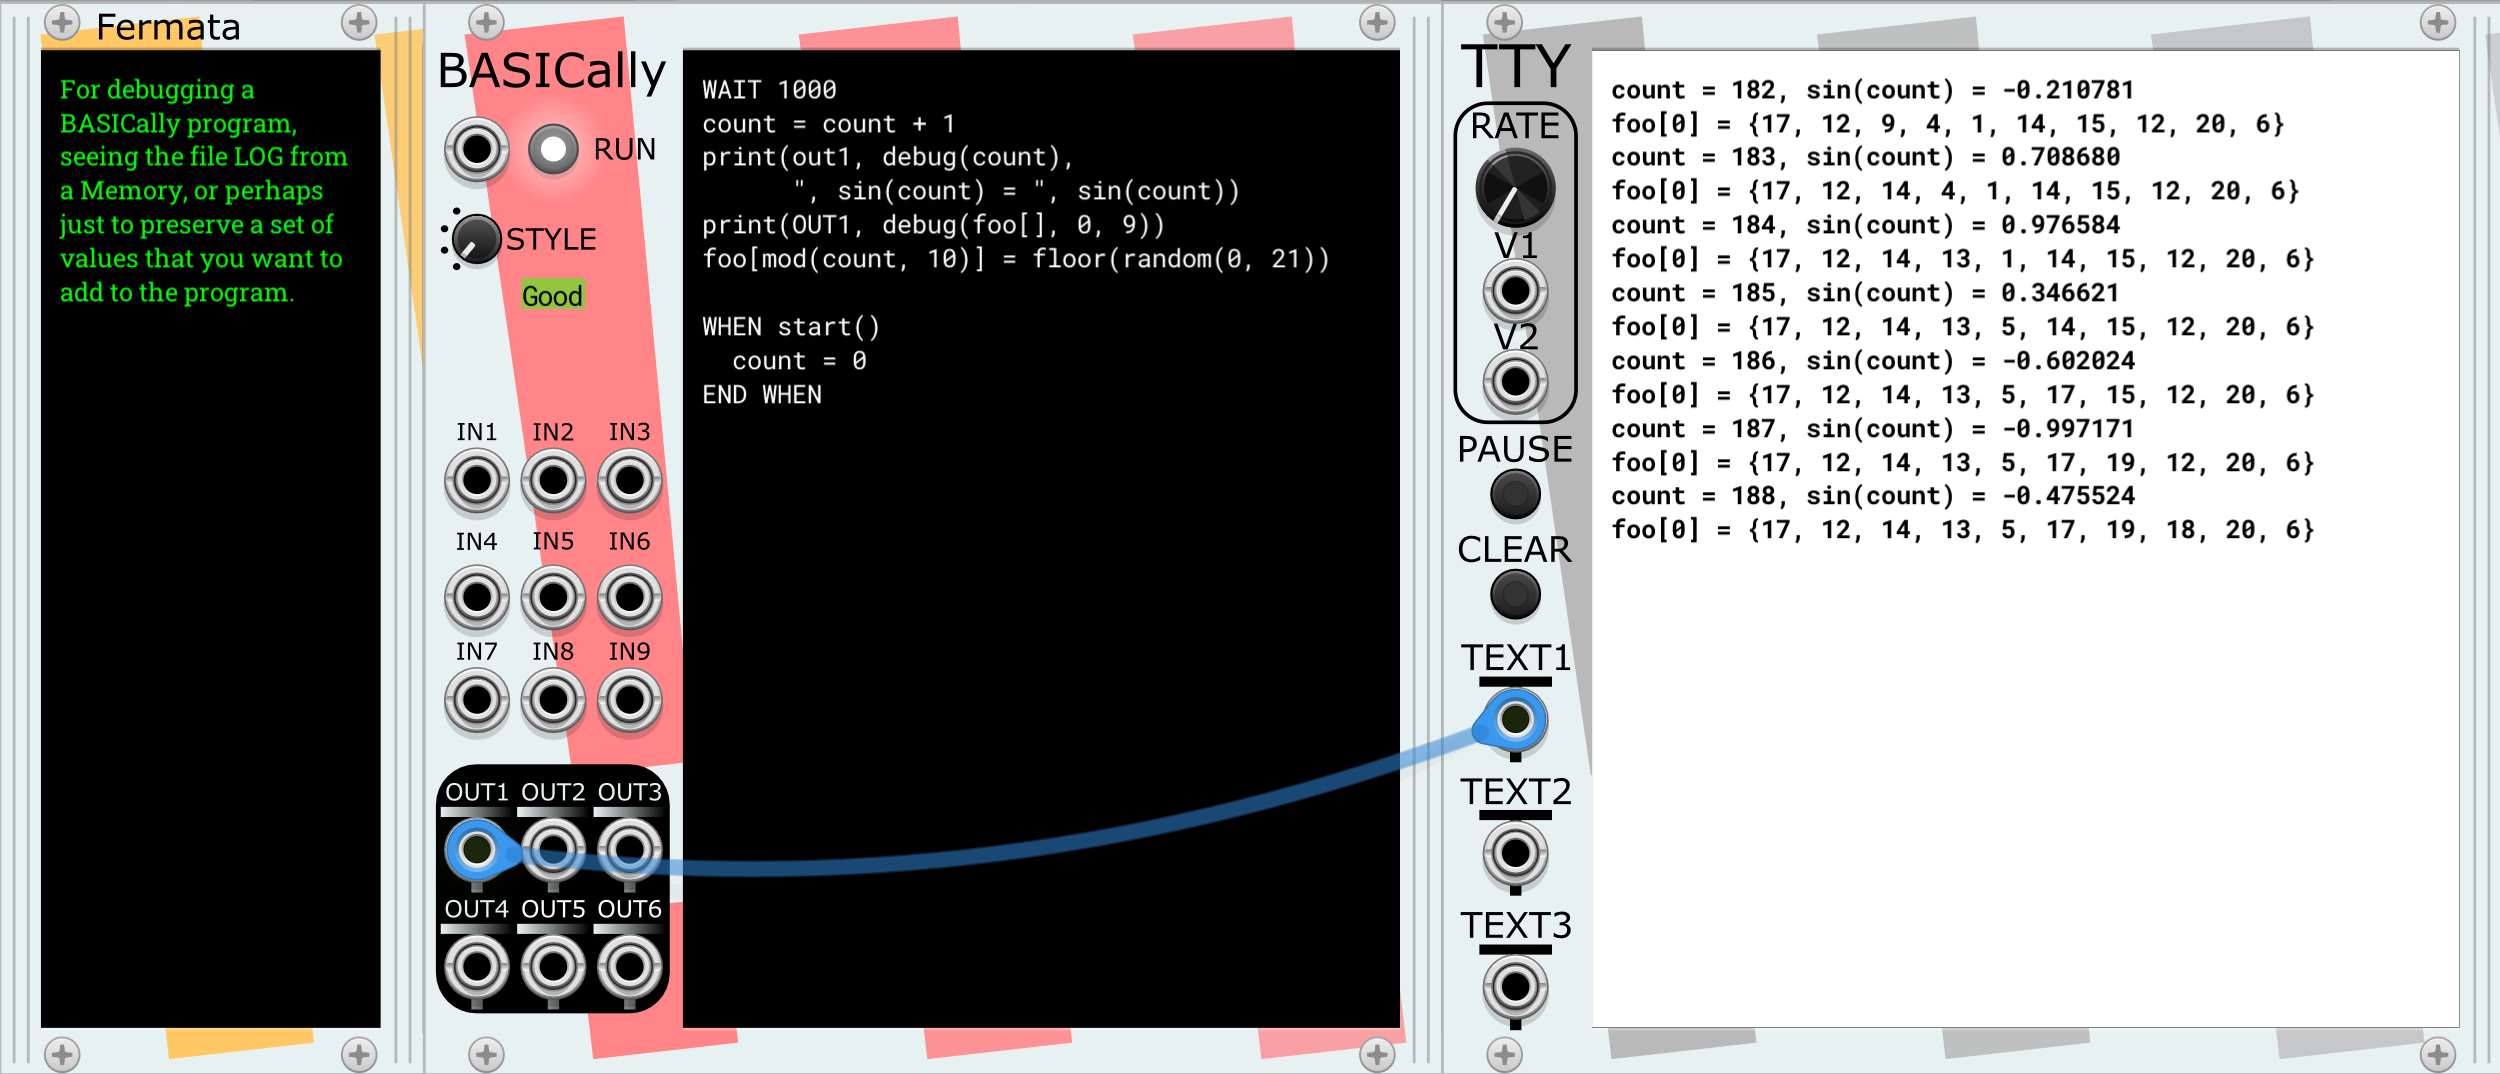 Fermata
For debugging a
BASICally program,
seeing the file LOG from
a Memory, or perhaps
just to preserve a set of
values that you want to
add to the program.
BASICally
RUN
STYLE
Good
IN1 IN2 IN3
IN4 IN5 IN6
IN7 IN8 IN9
OUT1 OUT2 OUT3
OUT4 OUT5 OUT6
WAIT 1000
count = count + 1
print(out1, debug(count),
      ", sin(count) = ", sin(count))
print(OUT1, debug(foo[], 0, 9))
foo[mod(count, 10)] = floor(random(0, 21))
WHEN start()
  count = 0
END WHEN
TTY
RATE
V1
V2
PAUSE
CLEAR
TEXT1
TEXT2
TEXT3
count = 182, sin(count) = -0.210781
foo[0] = {17, 12, 9, 4, 1, 14, 15, 12, 20, 6}
count = 183, sin(count) = 0.708680
foo[0] = {17, 12, 14, 4, 1, 14, 15, 12, 20, 6}
count = 184, sin(count) = 0.976584
foo[0] = {17, 12, 14, 13, 1, 14, 15, 12, 20, 6}
count = 185, sin(count) = 0.346621
foo[0] = {17, 12, 14, 13, 5, 14, 15, 12, 20, 6}
count = 186, sin(count) = -0.602024
foo[0] = {17, 12, 14, 13, 5, 17, 15, 12, 20, 6}
count = 187, sin(count) = -0.997171
foo[0] = {17, 12, 14, 13, 5, 17, 19, 12, 20, 6}
count = 188, sin(count) = -0.475524
foo[0] = {17, 12, 14, 13, 5, 17, 19, 18, 20, 6}